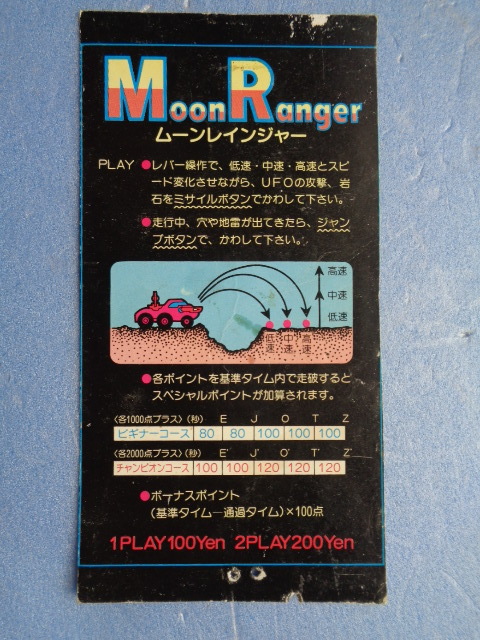 Moon Ranger
ムーンレインジャー
PLAY ●レバー操作で、低速・中速・高速とスピ
ード変化させながら、UFOの攻撃、岩
石をミサイルボタンでかわして下さい。
●走行中、穴や地雷が出てきたら、ジャン
プボタンで、かわして下さい。
高速
中速
低速
低速 中速 高速
●各ポイントを基準タイム内で走破すると
スペシャルポイントが加算されます。
〈各1000点プラス〉(秒) E J O T Z
ビギナーコース 80 80 100 100 100
〈各2000点プラス〉(秒) E' J' O' T' Z'
チャンピオンコース 100 100 120 120 120
●ボーナスポイント
(基準タイム―通過タイム)×100点
1PLAY100Yen 2PLAY200Yen